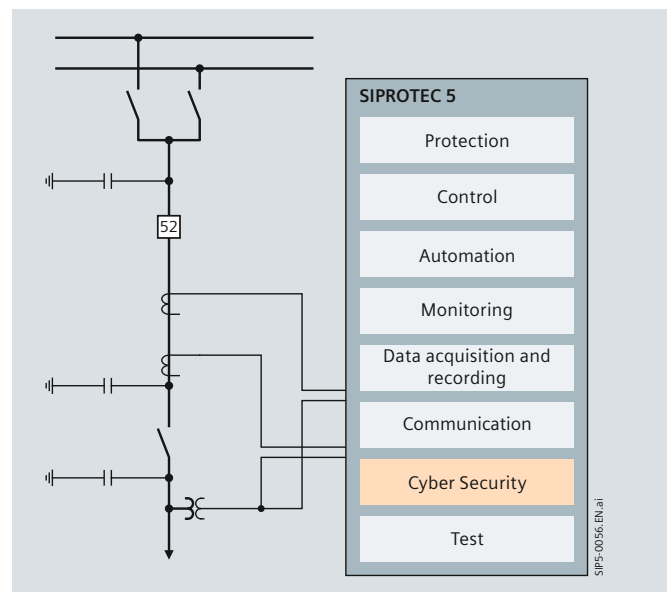 SIPROTEC 5
Protection
Control
Automation
Monitoring
Data acquisition and
recording
Communication
Cyber Security
Test
52
SIP5-0056.EN.ai